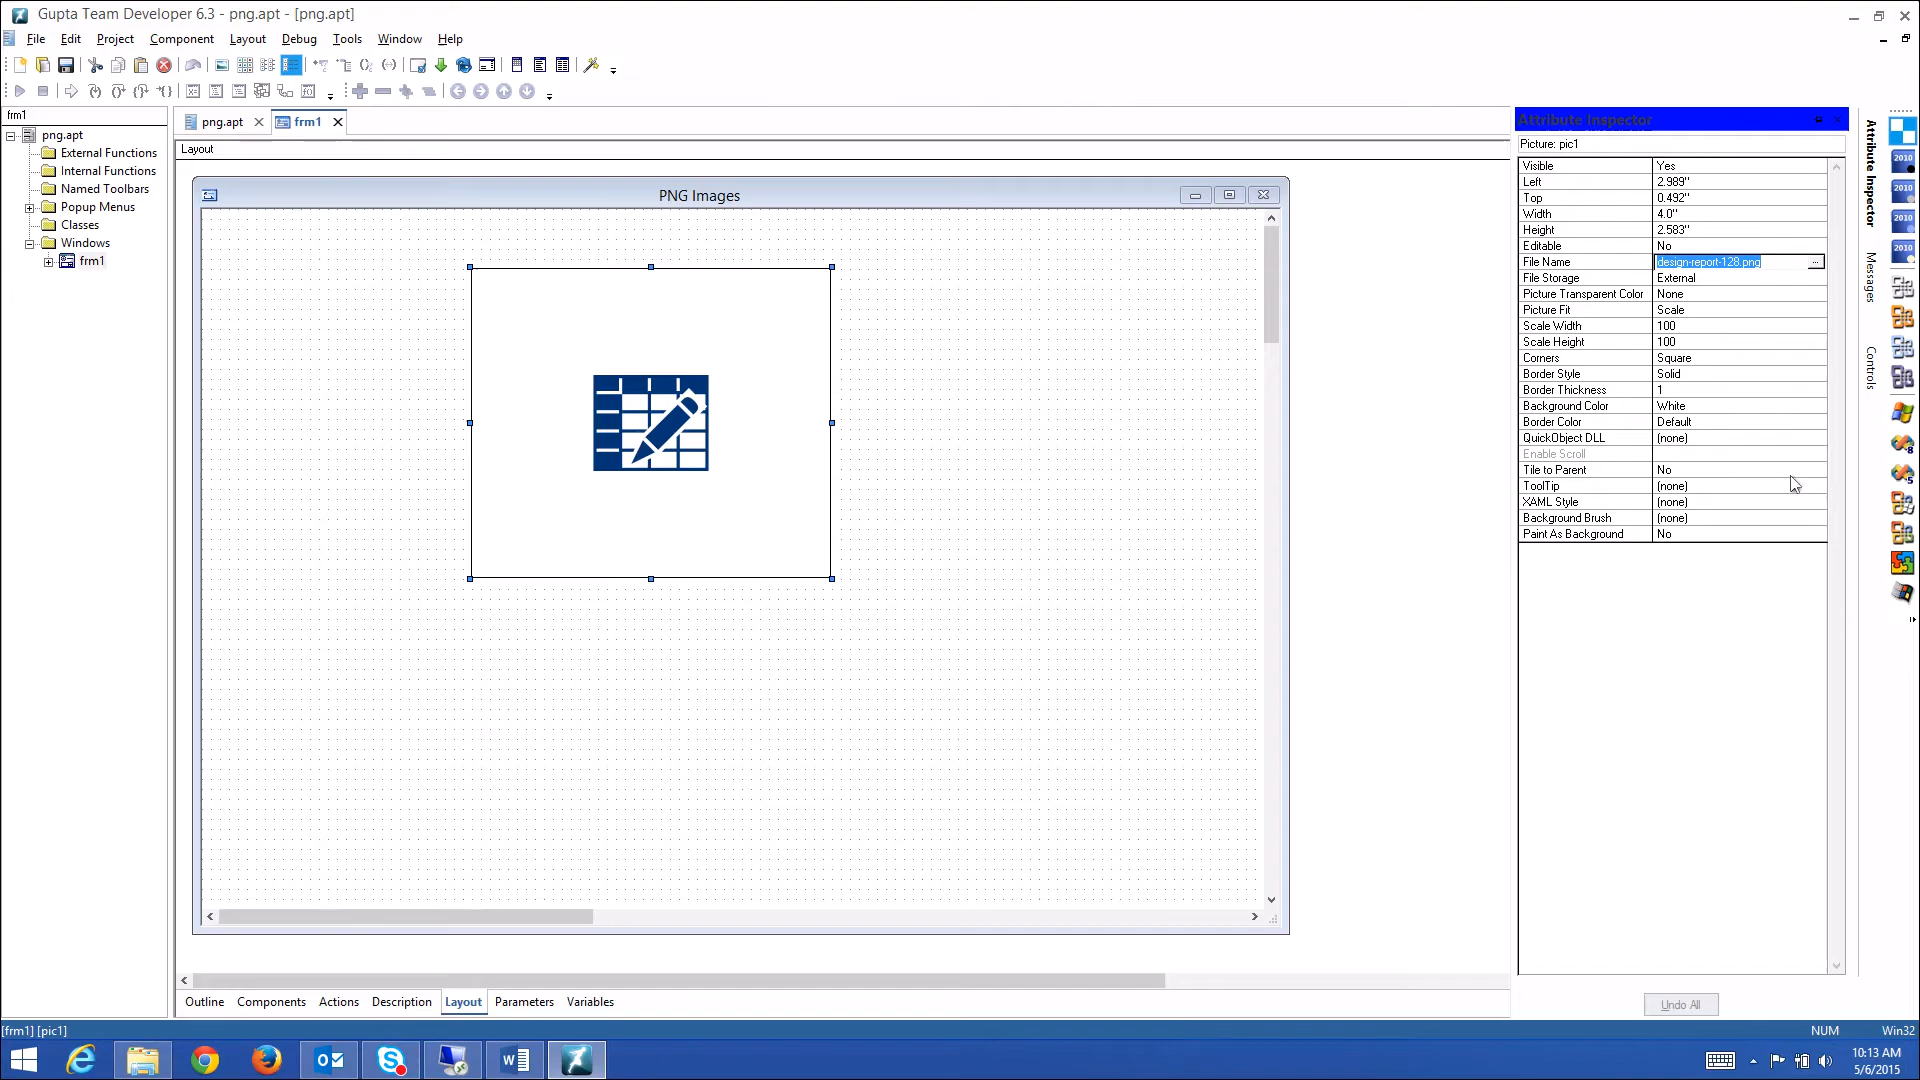 Gupta Team Developer 6.3 - png.apt - [png.apt]
File Edit Project Component Layout Debug Tools Window Help
frm1
png.apt
External Functions
Internal Functions
Named Toolbars
Popup Menus
Classes
Windows
frm1
png.apt frm1
Layout
PNG Images
Attribute Inspector
Picture: pic1
Visible Yes
Left 2.989"
Top 0.492"
Width 4.0"
Height 2.583"
Editable No
File Name design-report-128.png ...
File Storage External
Picture Transparent Color None
Picture Fit Scale
Scale Width 100
Scale Height 100
Corners Square
Border Style Solid
Border Thickness 1
Background Color White
Border Color Default
QuickObject DLL (none)
Enable Scroll
Tile to Parent No
ToolTip (none)
XAML Style (none)
Background Brush (none)
Paint As Background No
Undo All
Attribute Inspector
Messages
Controls
2010
2010
2010
2010
Outline Components Actions Description Layout Parameters Variables
[frm1] [pic1]
NUM Win32
10:13 AM
5/6/2015